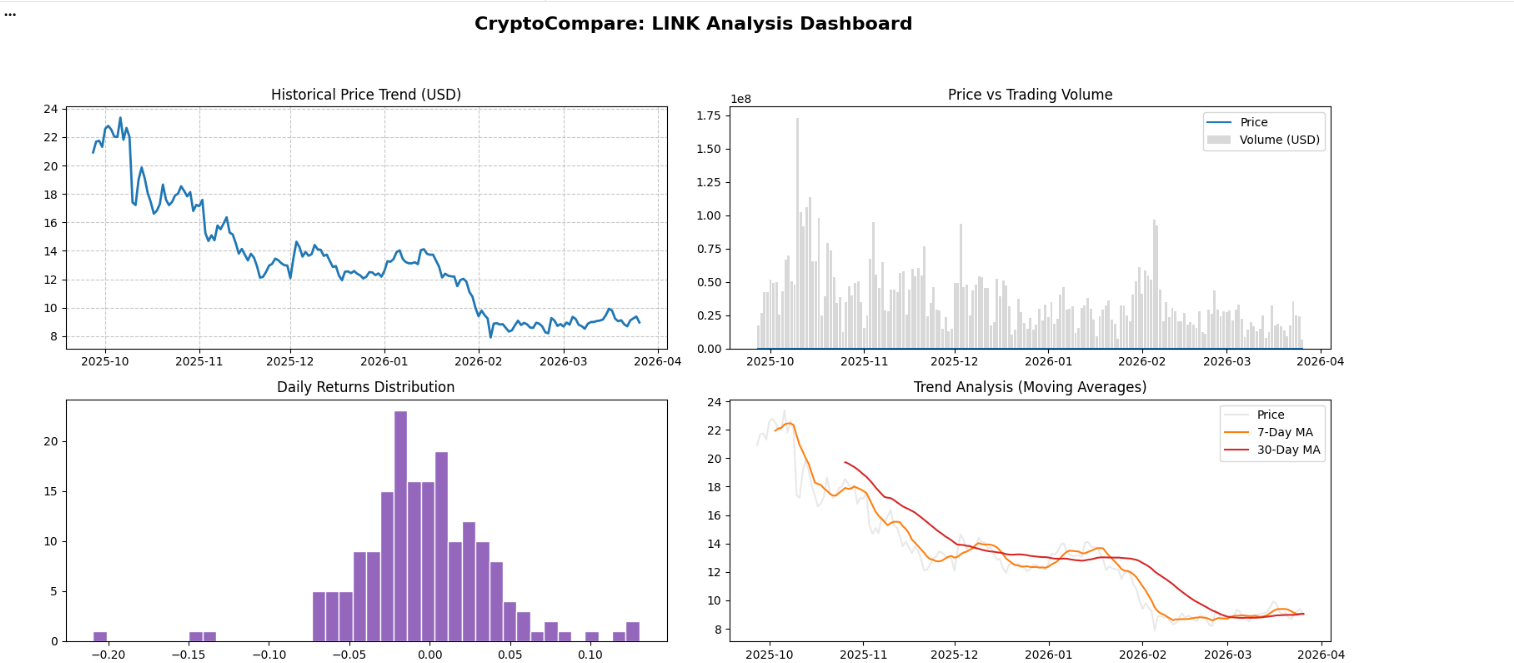 ...
CryptoCompare: LINK Analysis Dashboard
Historical Price Trend (USD)
24
22
20
18
16
14
12
10
8
2025-10 2025-11 2025-12 2026-01 2026-02 2026-03 2026-04
Price vs Trading Volume
1e8
1.75
1.50
1.25
1.00
0.75
0.50
0.25
0.00
Price
Volume (USD)
2025-10 2025-11 2025-12 2026-01 2026-02 2026-03 2026-04
Daily Returns Distribution
20
15
10
5
0
−0.20 −0.15 −0.10 −0.05 0.00 0.05 0.10
Trend Analysis (Moving Averages)
24
22
20
18
16
14
12
10
8
Price
7-Day MA
30-Day MA
2025-10 2025-11 2025-12 2026-01 2026-02 2026-03 2026-04